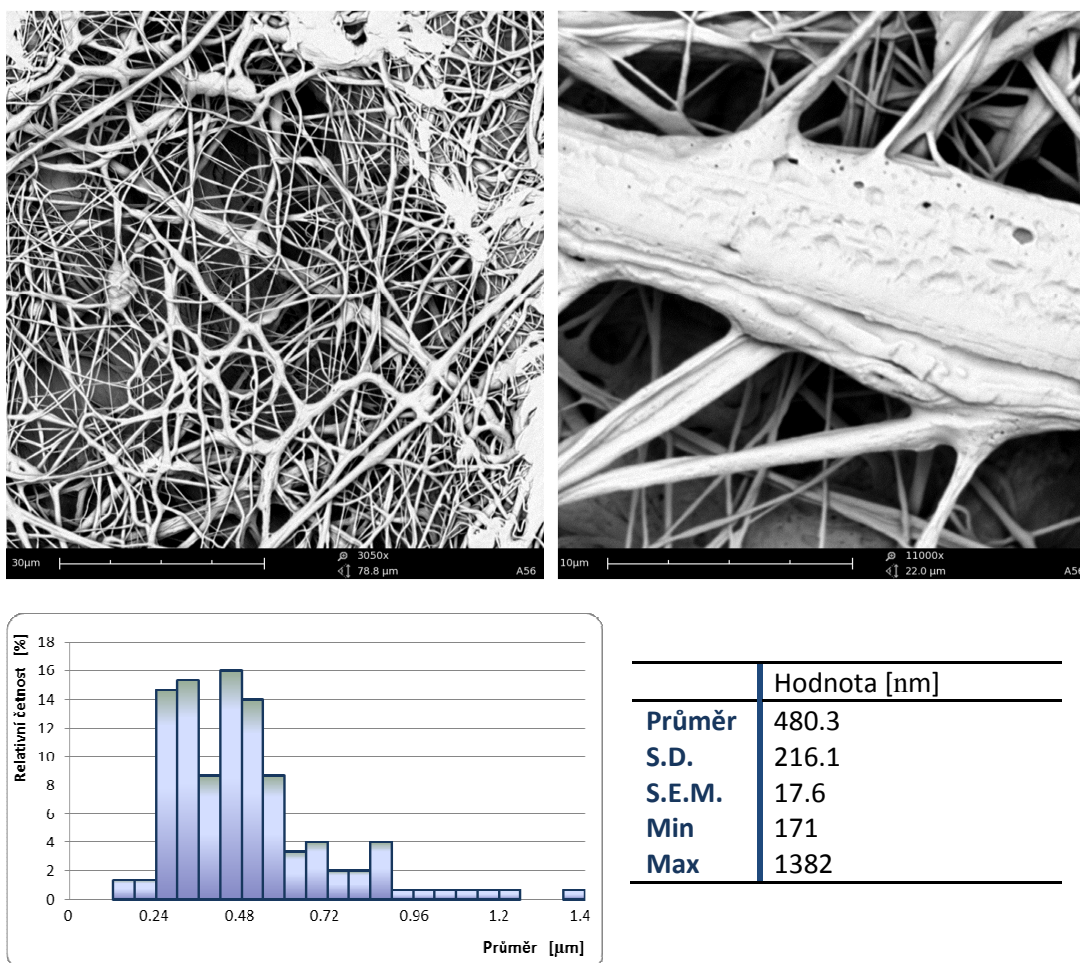 30μm
3050x
78.8 μm
A56
10μm
11000x
22.0 μm
A56
Relativní četnost [%]
18
16
14
12
10
8
6
4
2
0
0 0.24 0.48 0.72 0.96 1.2 1.4
Průměr [μm]
Hodnota [nm]
Průměr 480.3
S.D. 216.1
S.E.M. 17.6
Min 171
Max 1382